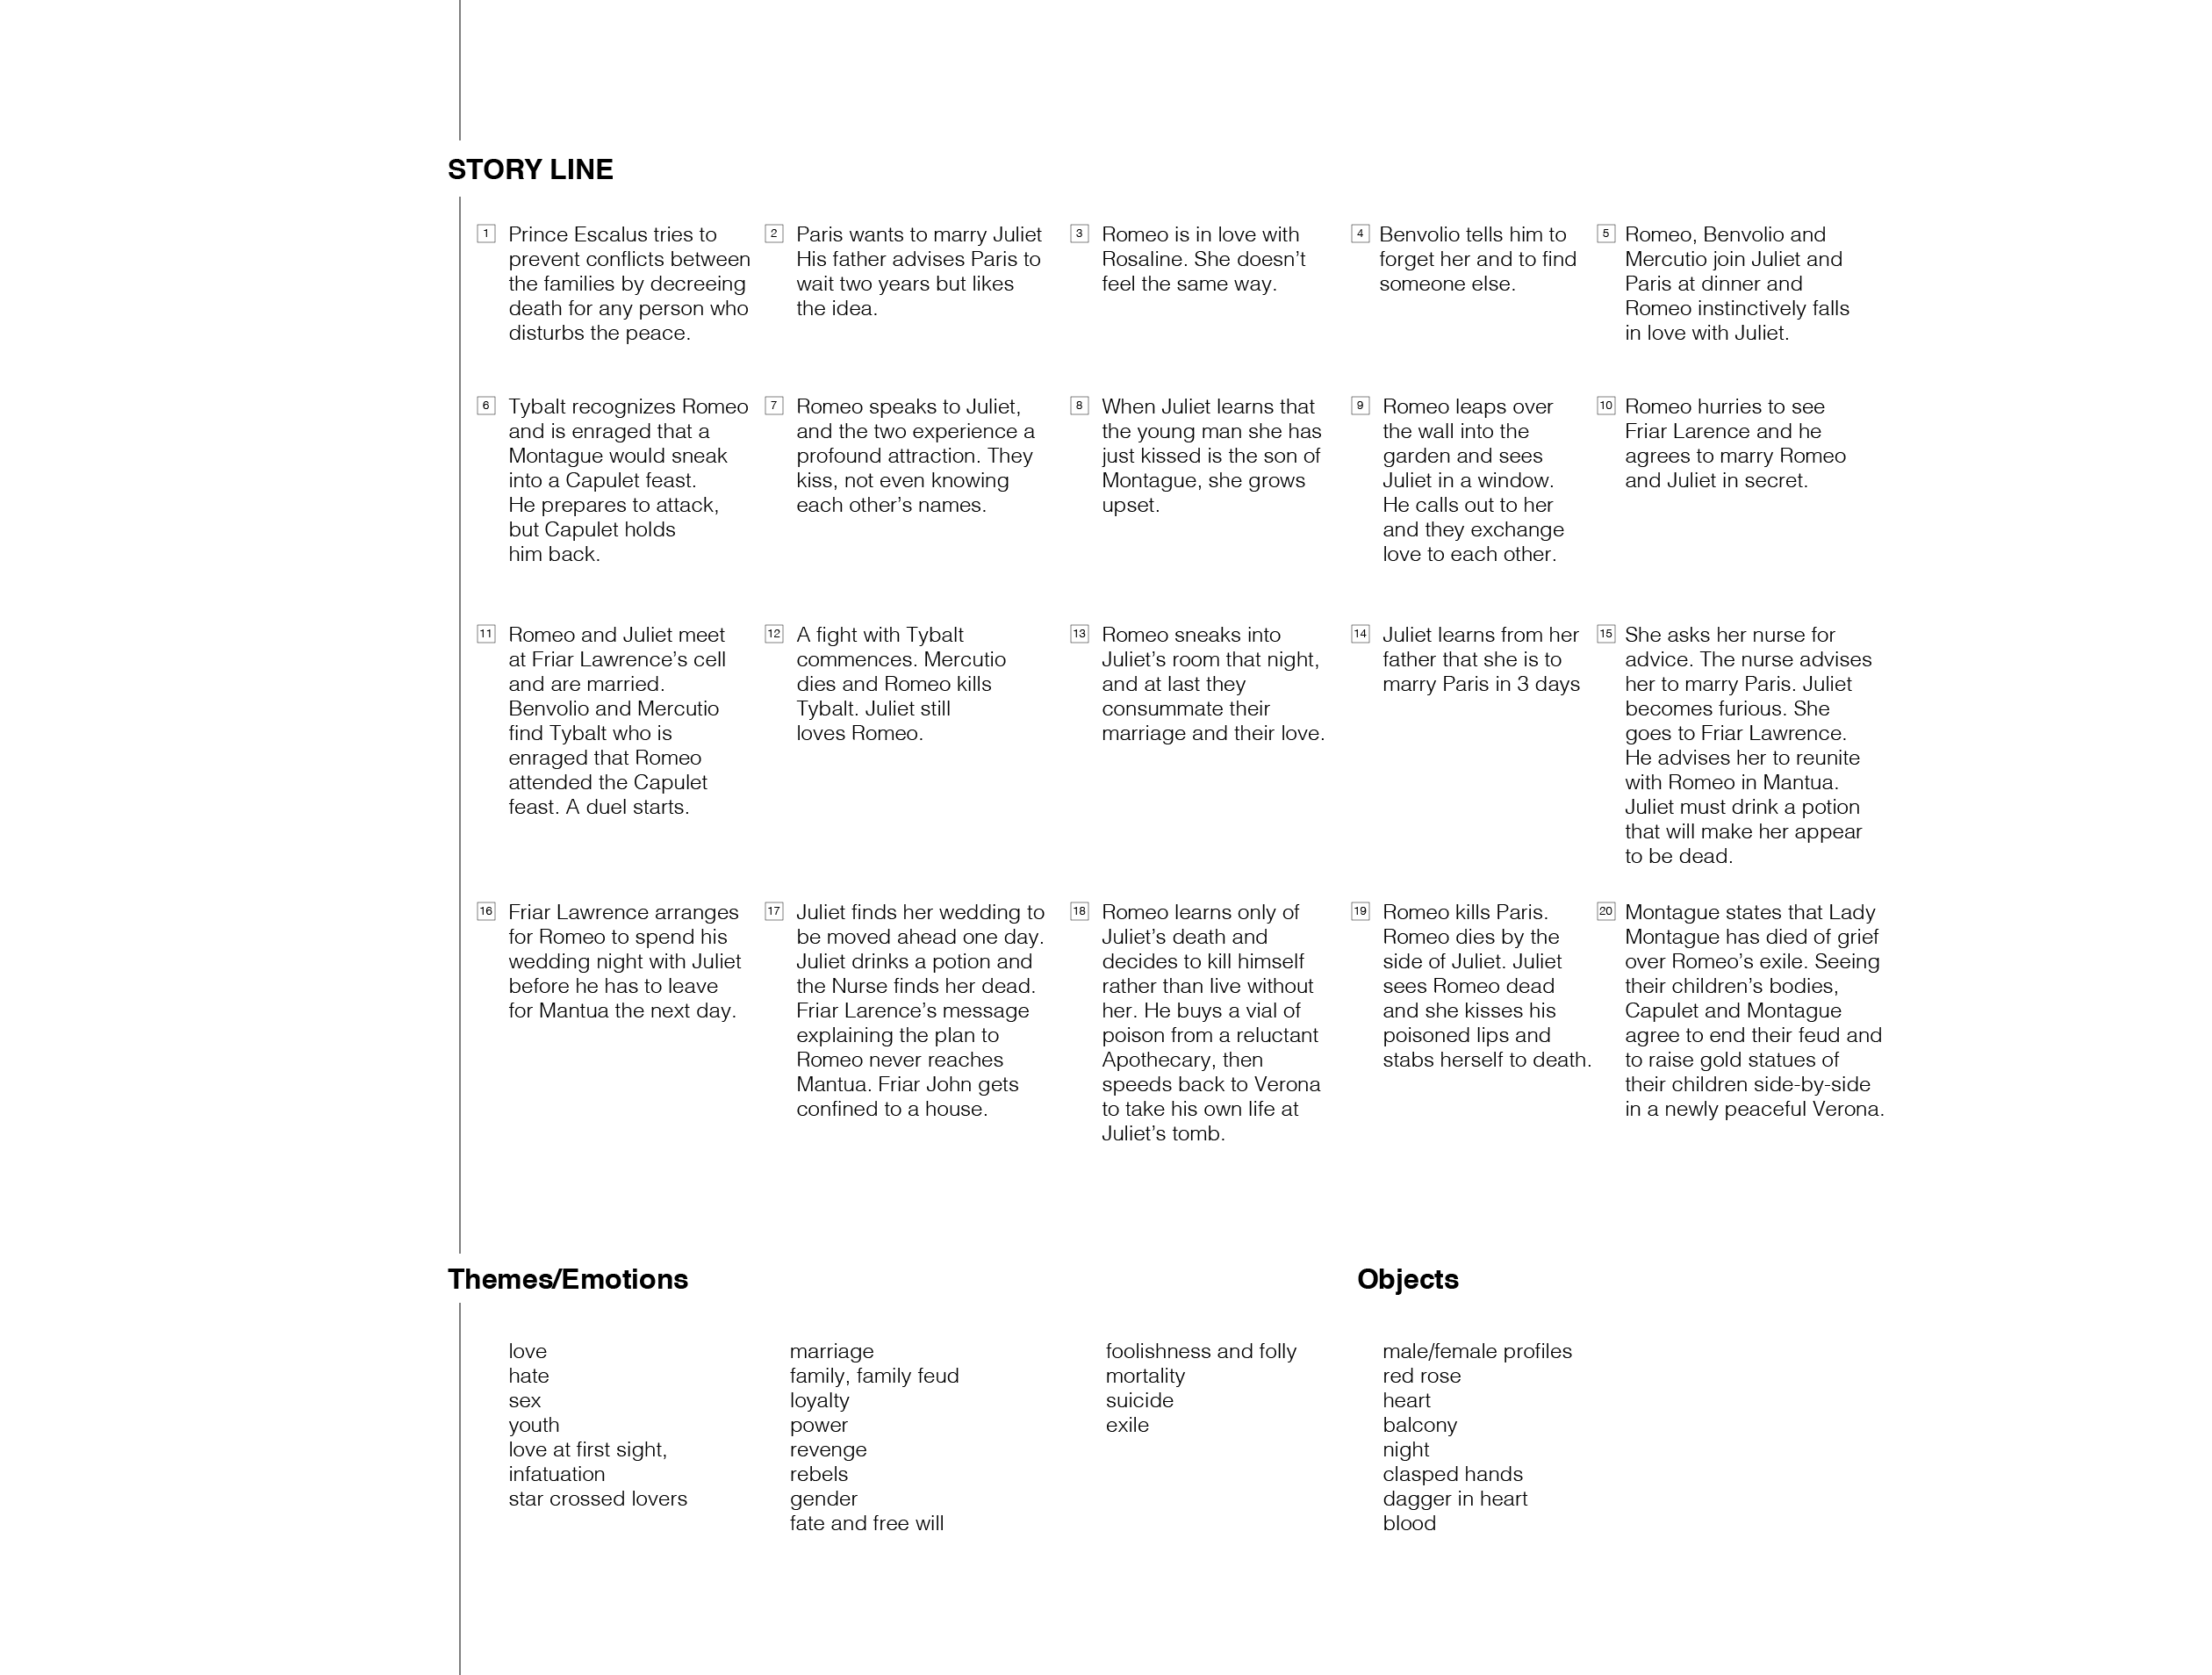 STORY LINE
1
Prince Escalus tries to
prevent conflicts between
the families by decreeing
death for any person who
disturbs the peace.
2
Paris wants to marry Juliet
His father advises Paris to
wait two years but likes
the idea.
3
Romeo is in love with
Rosaline. She doesn’t
feel the same way.
4
Benvolio tells him to
forget her and to find
someone else.
5
Romeo, Benvolio and
Mercutio join Juliet and
Paris at dinner and
Romeo instinctively falls
in love with Juliet.
6
Tybalt recognizes Romeo
and is enraged that a
Montague would sneak
into a Capulet feast.
He prepares to attack,
but Capulet holds
him back.
7
Romeo speaks to Juliet,
and the two experience a
profound attraction. They
kiss, not even knowing
each other’s names.
8
When Juliet learns that
the young man she has
just kissed is the son of
Montague, she grows
upset.
9
Romeo leaps over
the wall into the
garden and sees
Juliet in a window.
He calls out to her
and they exchange
love to each other.
10
Romeo hurries to see
Friar Larence and he
agrees to marry Romeo
and Juliet in secret.
11
Romeo and Juliet meet
at Friar Lawrence’s cell
and are married.
Benvolio and Mercutio
find Tybalt who is
enraged that Romeo
attended the Capulet
feast. A duel starts.
12
A fight with Tybalt
commences. Mercutio
dies and Romeo kills
Tybalt. Juliet still
loves Romeo.
13
Romeo sneaks into
Juliet’s room that night,
and at last they
consummate their
marriage and their love.
14
Juliet learns from her
father that she is to
marry Paris in 3 days
15
She asks her nurse for
advice. The nurse advises
her to marry Paris. Juliet
becomes furious. She
goes to Friar Lawrence.
He advises her to reunite
with Romeo in Mantua.
Juliet must drink a potion
that will make her appear
to be dead.
16
Friar Lawrence arranges
for Romeo to spend his
wedding night with Juliet
before he has to leave
for Mantua the next day.
17
Juliet finds her wedding to
be moved ahead one day.
Juliet drinks a potion and
the Nurse finds her dead.
Friar Larence’s message
explaining the plan to
Romeo never reaches
Mantua. Friar John gets
confined to a house.
18
Romeo learns only of
Juliet’s death and
decides to kill himself
rather than live without
her. He buys a vial of
poison from a reluctant
Apothecary, then
speeds back to Verona
to take his own life at
Juliet’s tomb.
19
Romeo kills Paris.
Romeo dies by the
side of Juliet. Juliet
sees Romeo dead
and she kisses his
poisoned lips and
stabs herself to death.
20
Montague states that Lady
Montague has died of grief
over Romeo’s exile. Seeing
their children’s bodies,
Capulet and Montague
agree to end their feud and
to raise gold statues of
their children side-by-side
in a newly peaceful Verona.
Themes/Emotions
love
hate
sex
youth
love at first sight,
infatuation
star crossed lovers
marriage
family, family feud
loyalty
power
revenge
rebels
gender
fate and free will
foolishness and folly
mortality
suicide
exile
Objects
male/female profiles
red rose
heart
balcony
night
clasped hands
dagger in heart
blood